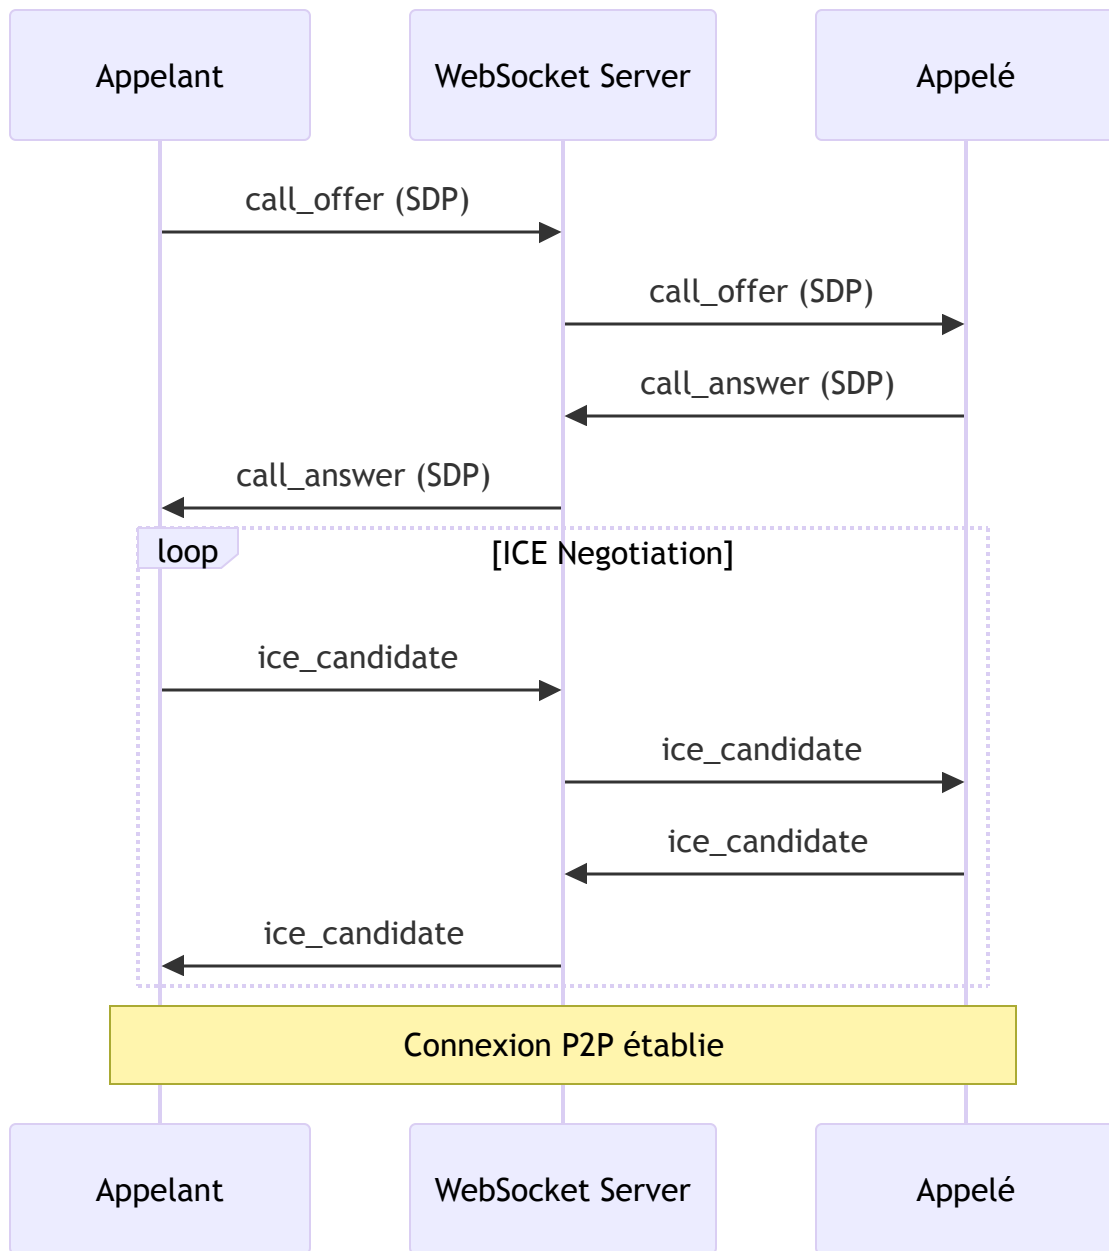 Appelant
WebSocket Server
Appelé
call_offer (SDP)
call_offer (SDP)
call_answer (SDP)
call_answer (SDP)
loop
[ICE Negotiation]
ice_candidate
ice_candidate
ice_candidate
ice_candidate
Connexion P2P établie
Appelant
WebSocket Server
Appelé